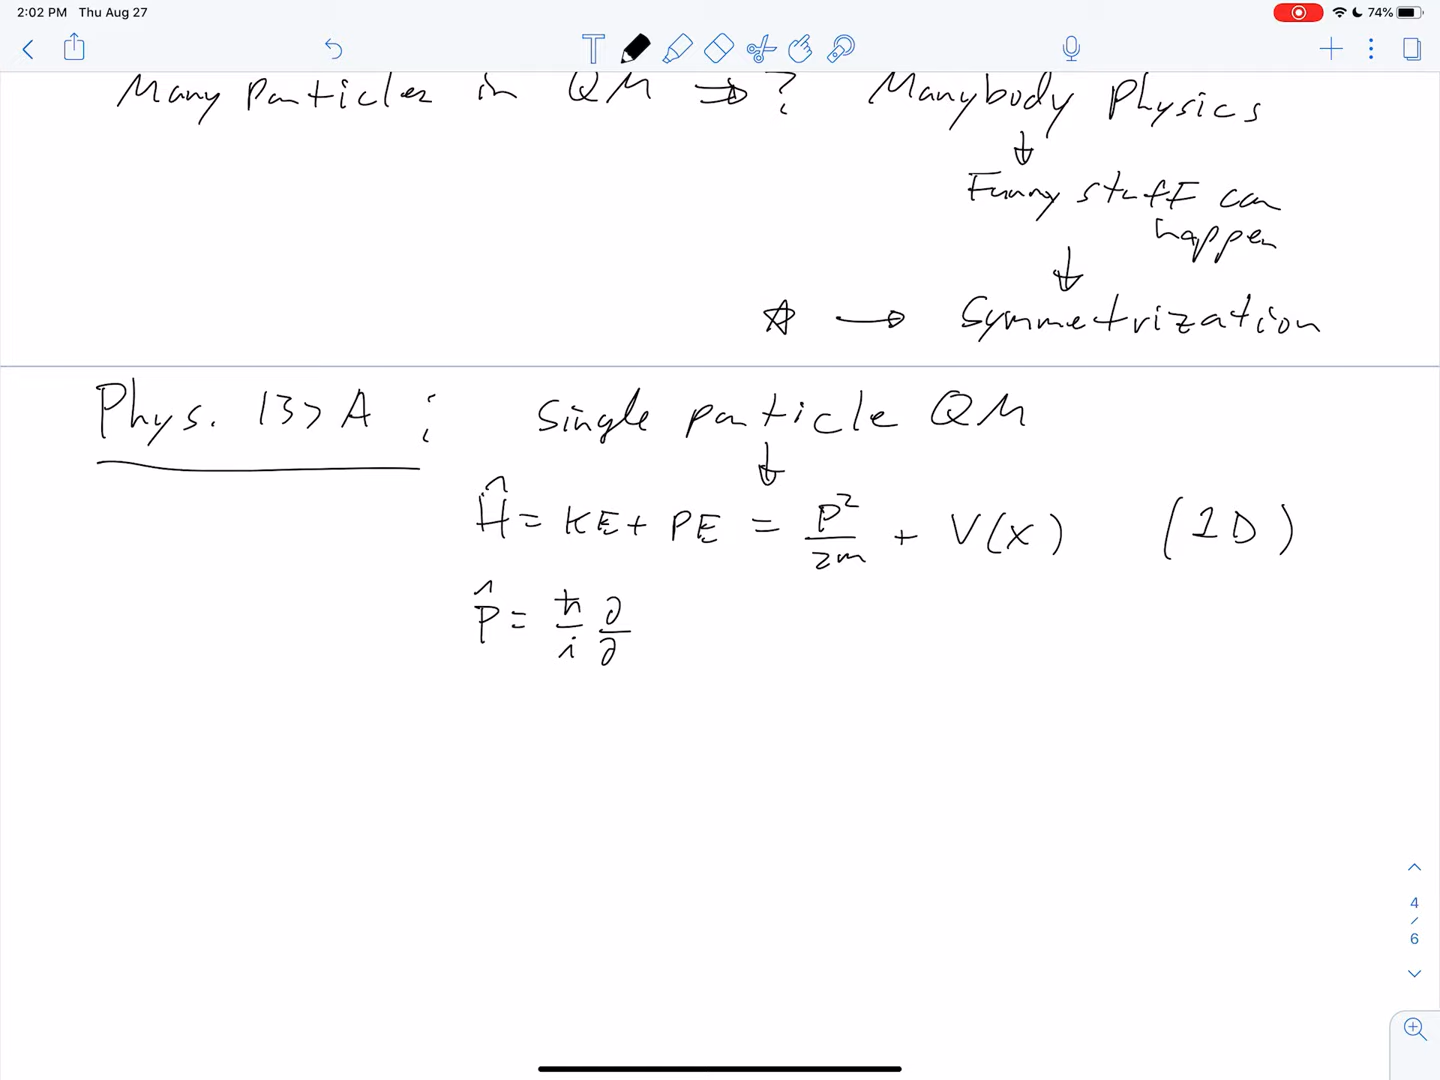 2:02 PM Thu Aug 27 74%
T
Many Particles in QM ⇒ ? Manybody Physics
↓
Funny stuff can
happen
↓
☆ → Symmetrization
Phys. 137A : Single particle QM
↓
Ĥ = KE + PE = P²/2m + V(x) (1D)
P̂ = ħ/i ∂/∂
4
/
6